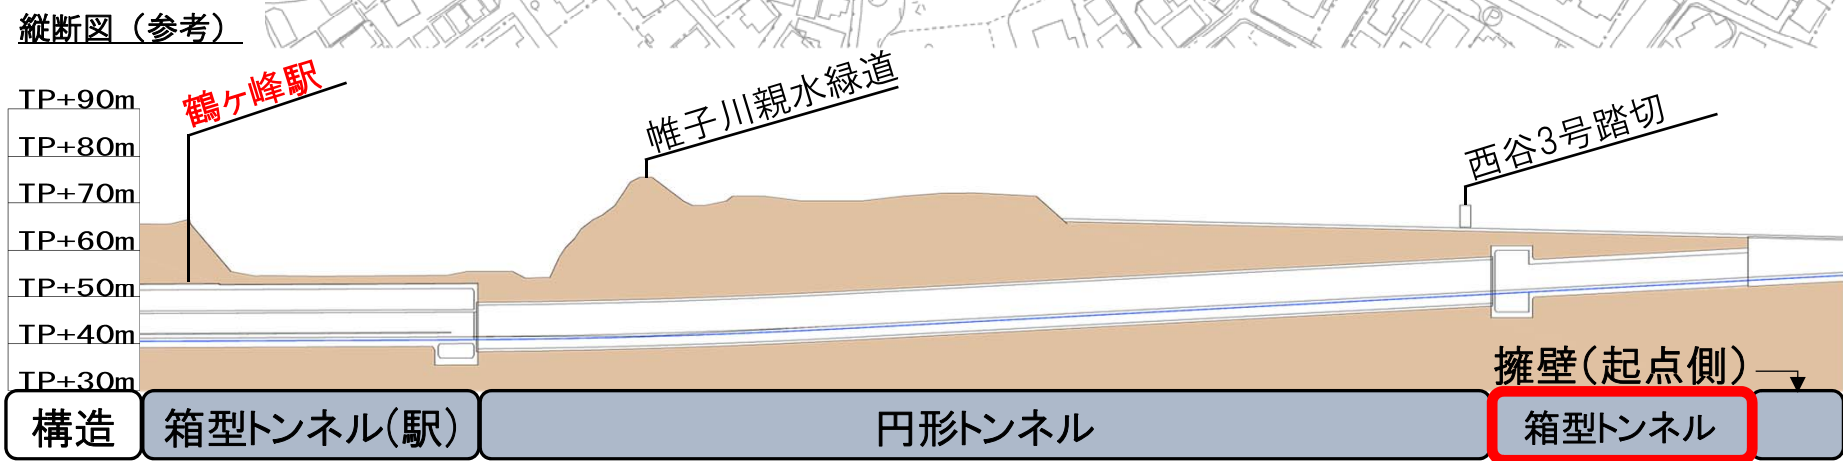 縦断図（参考）
鶴ヶ峰駅
帷子川親水緑道
西谷3号踏切
TP+90m
TP+80m
TP+70m
TP+60m
TP+50m
TP+40m
TP+30m
擁壁(起点側)
構造
箱型トンネル(駅)
円形トンネル
箱型トンネル